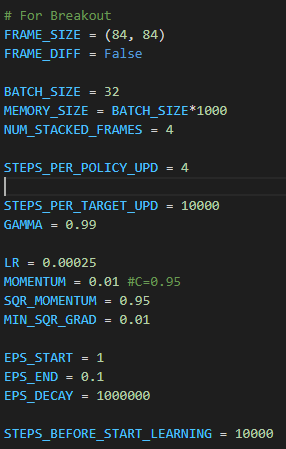 # For Breakout
FRAME_SIZE = (84, 84)
FRAME_DIFF = False
BATCH_SIZE = 32
MEMORY_SIZE = BATCH_SIZE*1000
NUM_STACKED_FRAMES = 4
STEPS_PER_POLICY_UPD = 4
STEPS_PER_TARGET_UPD = 10000
GAMMA = 0.99
LR = 0.00025
MOMENTUM = 0.01 #C=0.95
SQR_MOMENTUM = 0.95
MIN_SQR_GRAD = 0.01
EPS_START = 1
EPS_END = 0.1
EPS_DECAY = 1000000
STEPS_BEFORE_START_LEARNING = 10000